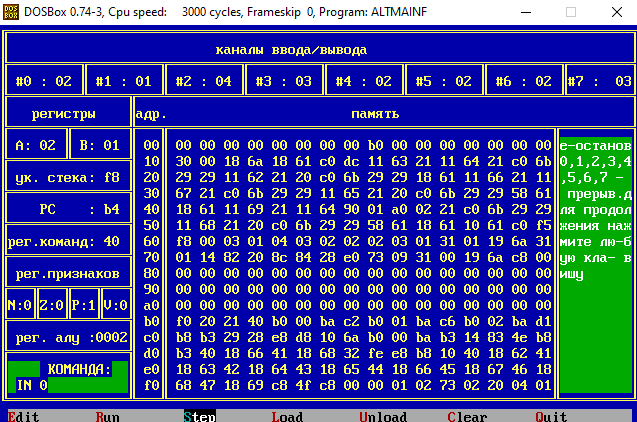 DOSBox 0.74-3, Cpu speed: 3000 cycles, Frameskip 0, Program: ALTMAINF
каналы ввода/вывода
#0 : 02 #1 : 01 #2 : 04 #3 : 03 #4 : 02 #5 : 02 #6 : 02 #7 : 03
регистры адр. память
A: 02 B: 01 00 00 00 00 00 00 00 00 00 b0 00 00 00 00 00 00 00 е-останов
10 30 00 18 6a 18 61 c0 dc 11 63 21 11 64 21 c0 6b 0,1,2,3,4
ук. стека: f8 20 29 29 11 62 21 20 c0 6b 29 29 18 61 11 66 21 11 ,5,6,7 -
30 67 21 c0 6b 29 29 11 65 21 20 c0 6b 29 29 58 61 прерыв.д
PC : b4 40 18 61 11 69 21 11 64 90 01 a0 02 21 c0 6b 29 29 ля продол
50 11 68 21 20 c0 6b 29 29 58 61 18 61 10 61 c0 f5 жения наж
рег.команд: 40 60 f8 00 03 01 04 03 02 02 02 03 01 31 01 19 6a 31 мите лю-б
70 01 14 82 20 8c 84 28 e0 73 09 31 00 19 6a c8 00 ую кла- в
рег.признаков 80 00 00 00 00 00 00 00 00 00 00 00 00 00 00 00 00 ишу
90 00 00 00 00 00 00 00 00 00 00 00 00 00 00 00 00
N:0 Z:0 P:1 V:0 a0 00 00 00 00 00 00 00 00 00 00 00 00 00 00 00 00
b0 f0 20 21 40 b0 00 ba c2 b0 01 ba c6 b0 02 ba d1
рег. алу :0002 c0 b8 b3 29 28 e8 d8 10 6a b0 00 ba b3 14 83 4e b8
d0 b3 40 18 66 41 18 68 32 fe e8 b8 10 40 18 62 41
КОМАНДА: e0 18 63 42 18 64 43 18 65 44 18 66 45 18 67 46 18
IN 0 f0 68 47 18 69 c8 4f c8 00 00 01 02 73 02 20 04 01
Edit Run Step Load Unload Clear Quit